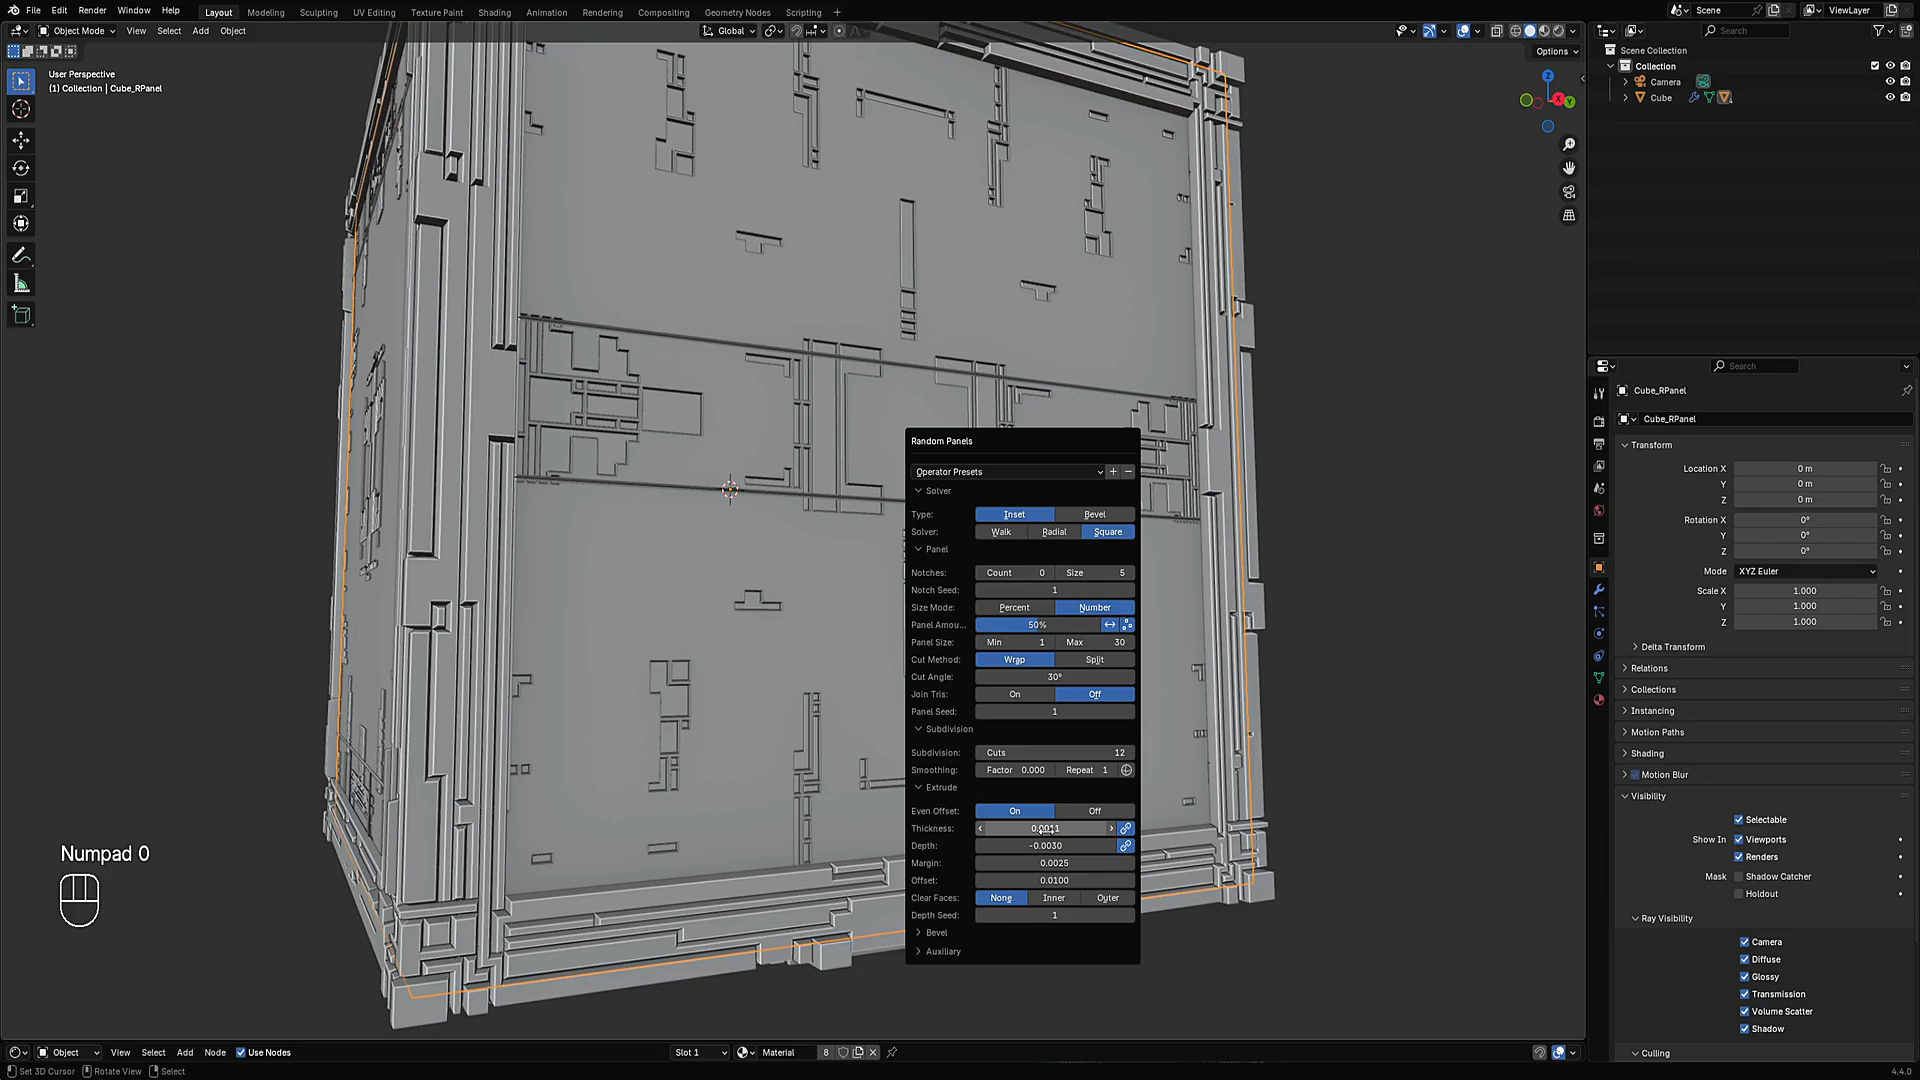 File Edit Render Window Help
Layout Modeling Sculpting UV Editing Texture Paint Shading Animation Rendering Compositing Geometry Nodes Scripting +
Scene
ViewLayer
Object Mode View Select Add Object
Global
Options
User Perspective
(1) Collection | Cube_RPanel
Z
X
Y
Search
Scene Collection
Collection
Camera
Cube
Random Panels
Operator Presets
Solver
Type: Inset Bevel
Solver: Walk Radial Square
Panel
Notches: Count 0 Size 5
Notch Seed: 1
Size Mode: Percent Number
Panel Amou... 50%
Panel Size: Min 1 Max 30
Cut Method: Wrap Split
Cut Angle: 30°
Join Tris: On Off
Panel Seed: 1
Subdivision
Subdivision: Cuts 12
Smoothing: Factor 0.000 Repeat 1
Extrude
Even Offset: On Off
Thickness: 0.0011
Depth: -0.0030
Margin: 0.0025
Offset: 0.0100
Clear Faces: None Inner Outer
Depth Seed: 1
Bevel
Auxiliary
Numpad 0
Search
Cube_RPanel
Cube_RPanel
Transform
Location X 0 m
Y 0 m
Z 0 m
Rotation X 0°
Y 0°
Z 0°
Mode XYZ Euler
Scale X 1.000
Y 1.000
Z 1.000
Delta Transform
Relations
Collections
Instancing
Motion Paths
Shading
Motion Blur
Visibility
Selectable
Show In Viewports
Renders
Mask Shadow Catcher
Holdout
Ray Visibility
Camera
Diffuse
Glossy
Transmission
Volume Scatter
Shadow
Culling
Object View Select Add Node Use Nodes
Slot 1
Material 8
Set 3D Cursor Rotate View Select
4.4.0